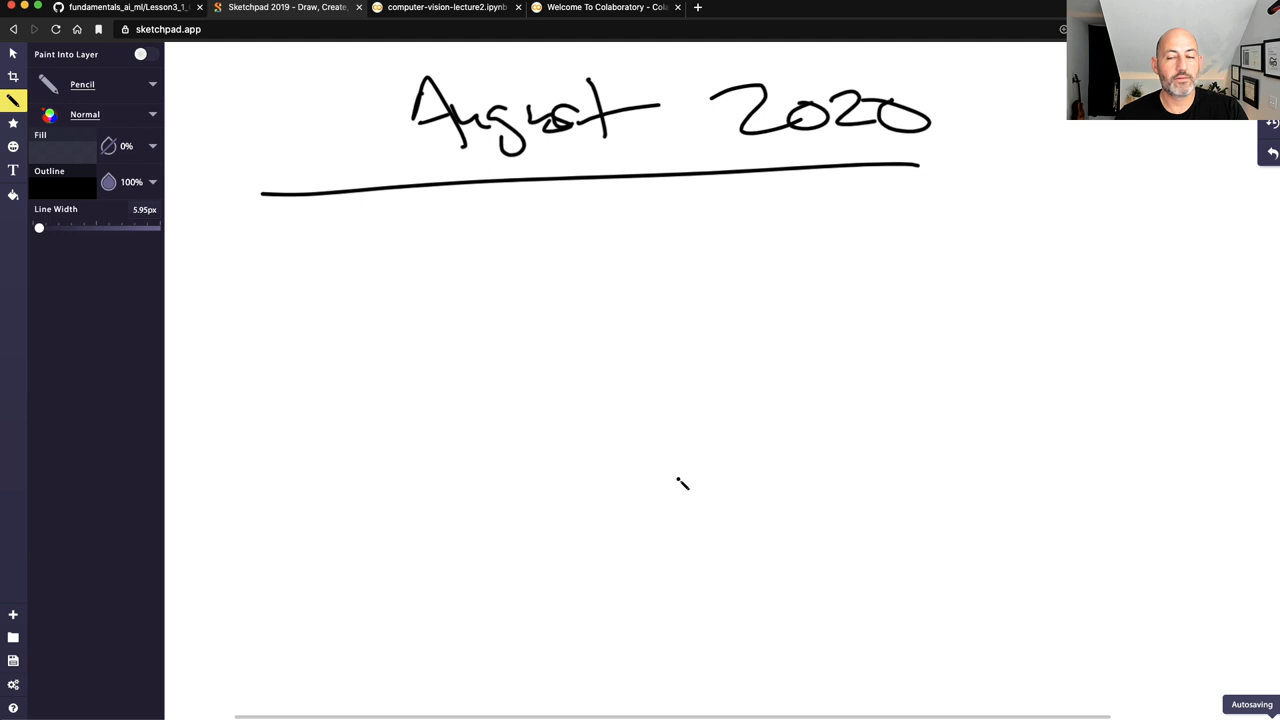 fundamentals_ai_ml/Lesson3_1_
Sketchpad 2019 - Draw, Create,
computer-vision-lecture2.ipynb
Welcome To Colaboratory - Cola
sketchpad.app
Paint Into Layer
Pencil
Normal
Fill
0%
Outline
100%
Line Width
5.95px
August 2020
Autosaving